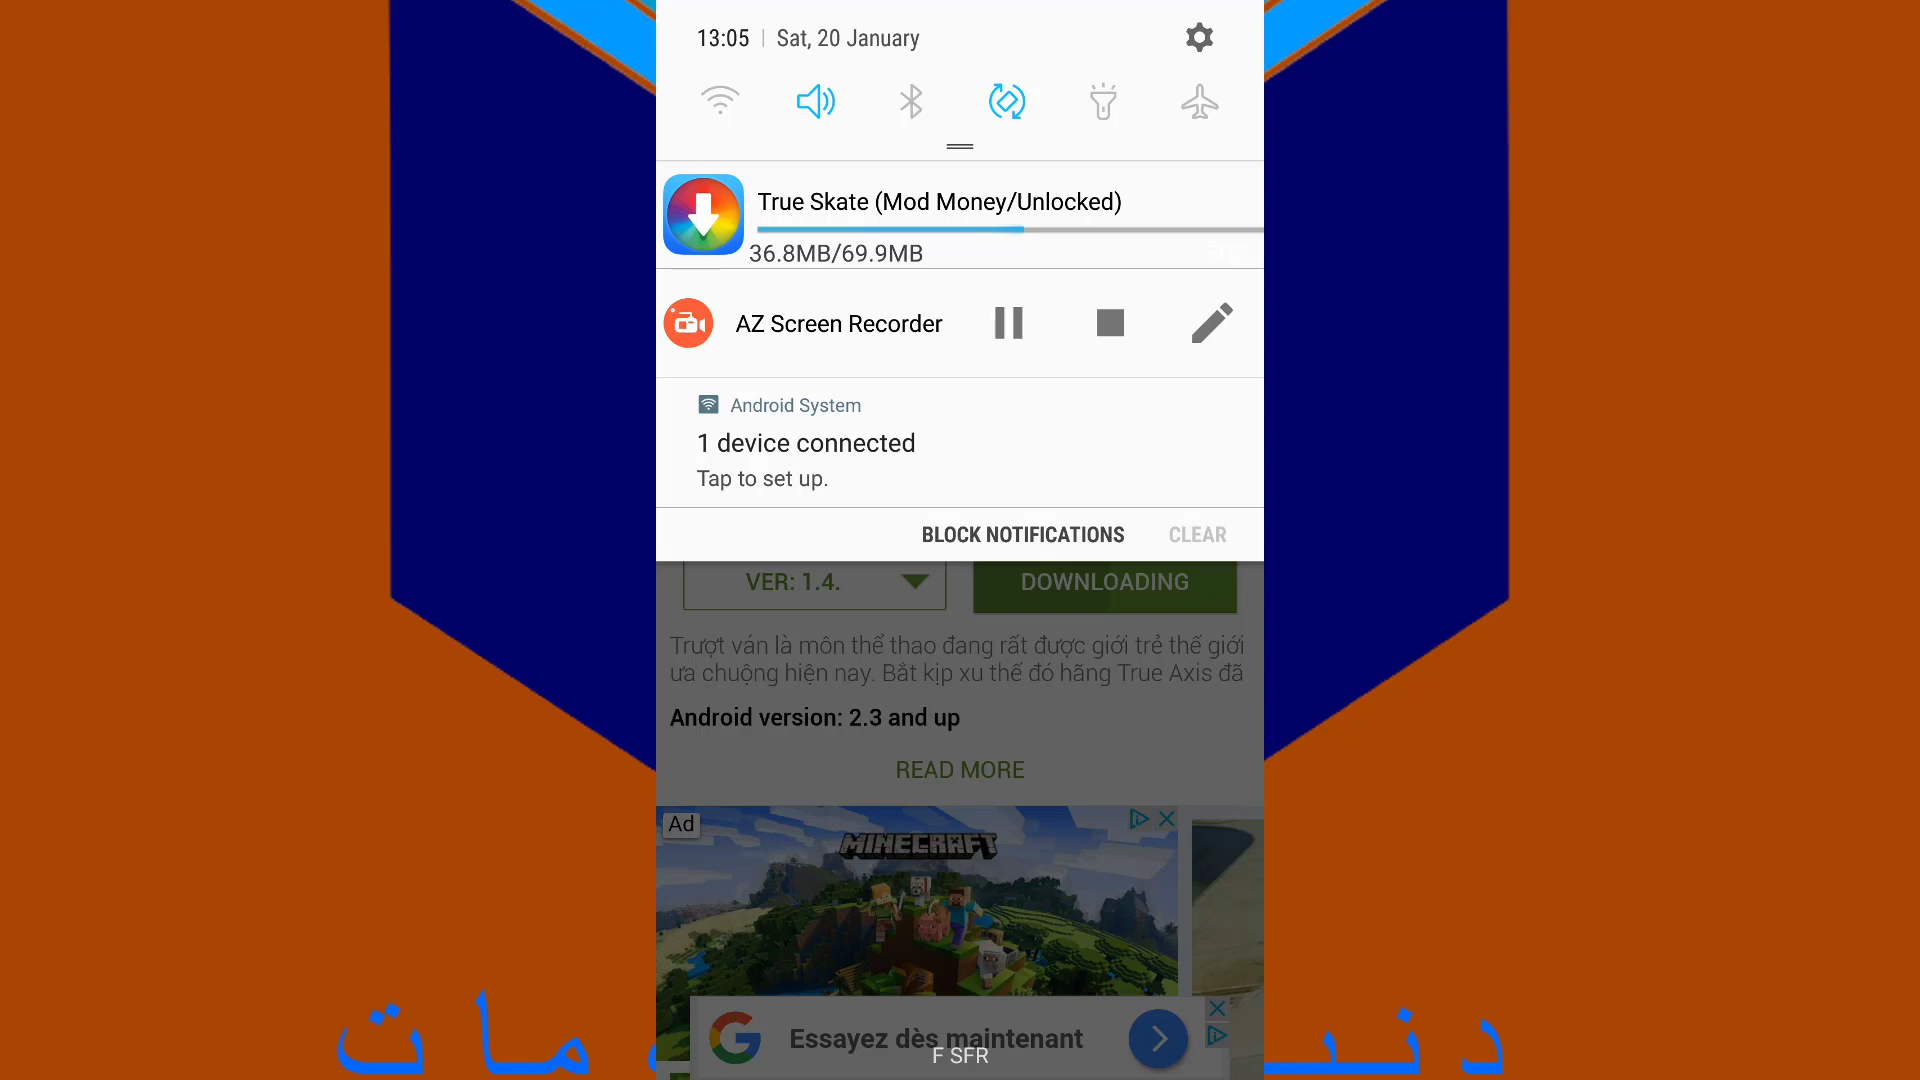 13:05 | Sat, 20 January
True Skate (Mod Money/Unlocked)
36.8MB/69.9MB
AZ Screen Recorder
Android System
1 device connected
Tap to set up.
BLOCK NOTIFICATIONS CLEAR
VER: 1.4. DOWNLOADING
Trượt ván là môn thể thao đang rất được giới trẻ thế giới
ưa chuộng hiện nay. Bắt kịp xu thế đó hãng True Axis đã
Android version: 2.3 and up
READ MORE
Ad
MINECRAFT
Essayez dès maintenant
F SFR